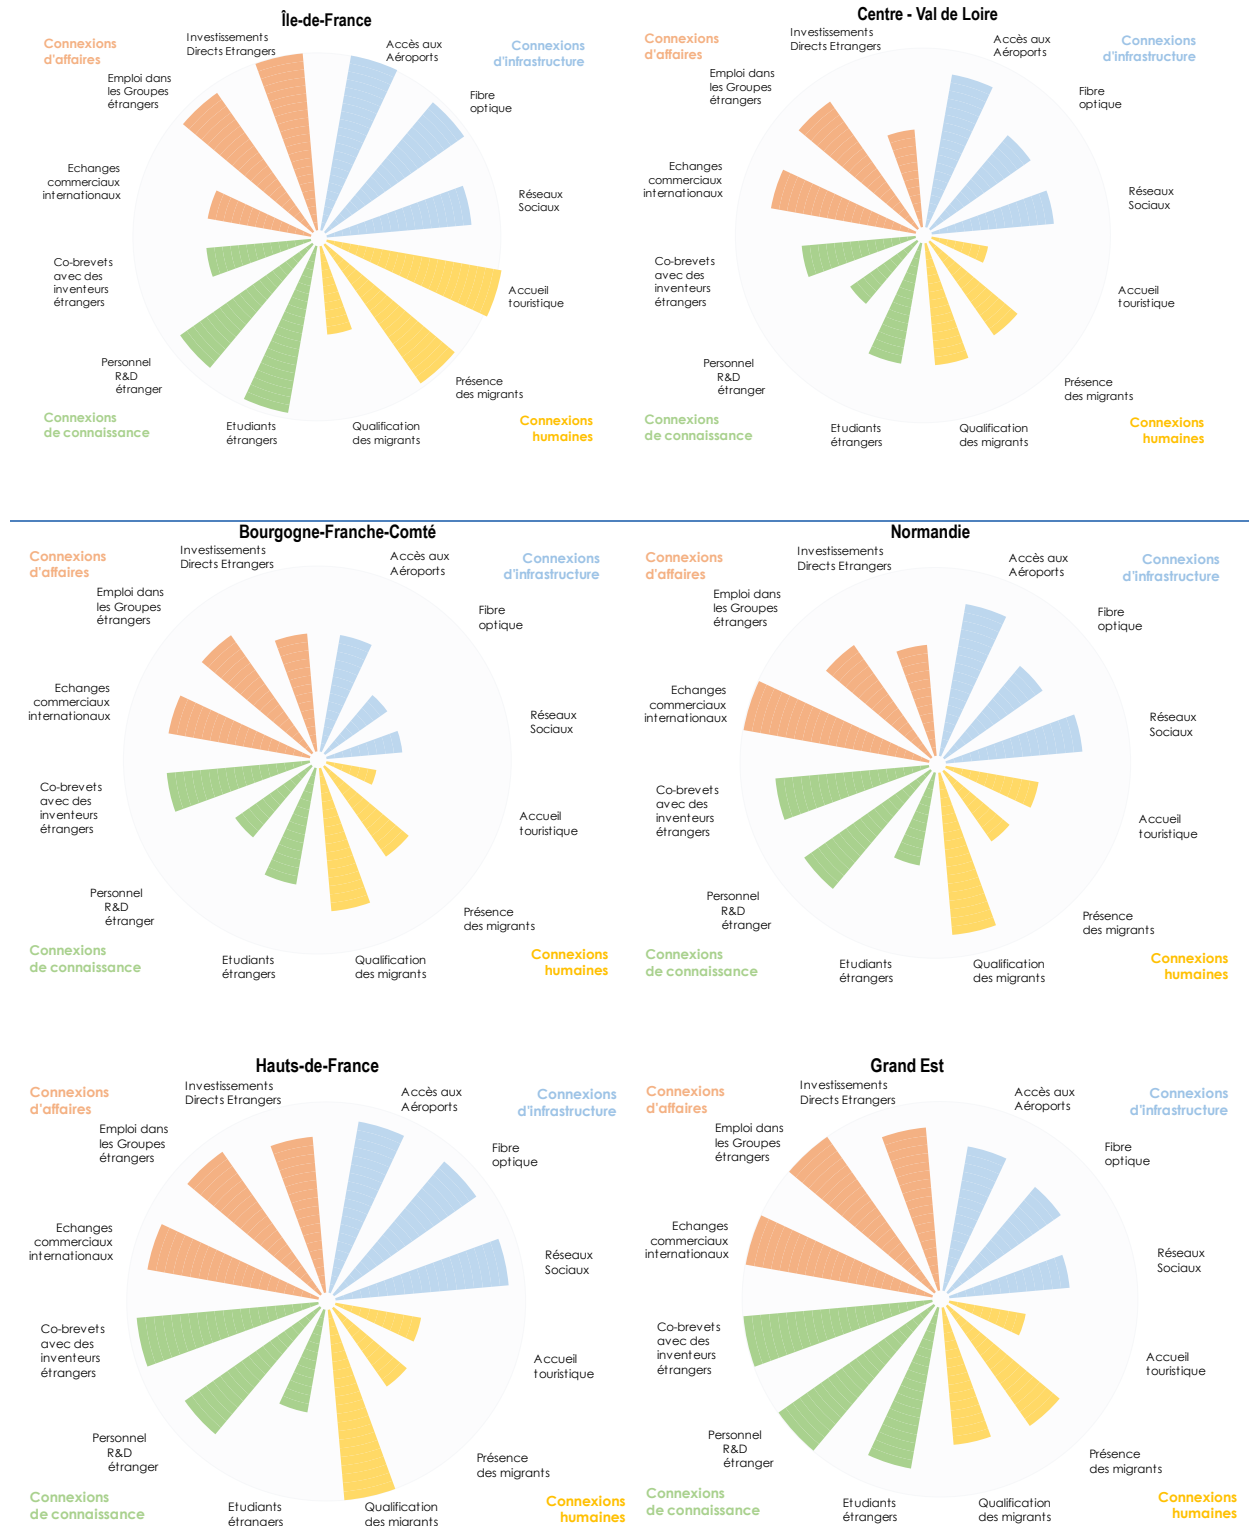 Île-de-France
Connexions
d'affaires
Investissements
Directs Etrangers
Accès aux
Aéroports
Connexions
d'infrastructure
Emploi dans
les Groupes
étrangers
Fibre
optique
Echanges
commerciaux
internationaux
Réseaux
Sociaux
Co-brevets
avec des
inventeurs
étrangers
Accueil
touristique
Personnel
R&D
étranger
Présence
des migrants
Connexions
de connaissance
Etudiants
étrangers
Qualification
des migrants
Connexions
humaines
Centre - Val de Loire
Connexions
d'affaires
Investissements
Directs Etrangers
Accès aux
Aéroports
Connexions
d'infrastructure
Emploi dans
les Groupes
étrangers
Fibre
optique
Echanges
commerciaux
internationaux
Réseaux
Sociaux
Co-brevets
avec des
inventeurs
étrangers
Accueil
touristique
Personnel
R&D
étranger
Présence
des migrants
Connexions
de connaissance
Etudiants
étrangers
Qualification
des migrants
Connexions
humaines
Bourgogne-Franche-Comté
Connexions
d'affaires
Investissements
Directs Etrangers
Accès aux
Aéroports
Connexions
d'infrastructure
Emploi dans
les Groupes
étrangers
Fibre
optique
Echanges
commerciaux
internationaux
Réseaux
Sociaux
Co-brevets
avec des
inventeurs
étrangers
Accueil
touristique
Personnel
R&D
étranger
Présence
des migrants
Connexions
de connaissance
Etudiants
étrangers
Qualification
des migrants
Connexions
humaines
Normandie
Connexions
d'affaires
Investissements
Directs Etrangers
Accès aux
Aéroports
Connexions
d'infrastructure
Emploi dans
les Groupes
étrangers
Fibre
optique
Echanges
commerciaux
internationaux
Réseaux
Sociaux
Co-brevets
avec des
inventeurs
étrangers
Accueil
touristique
Personnel
R&D
étranger
Présence
des migrants
Connexions
de connaissance
Etudiants
étrangers
Qualification
des migrants
Connexions
humaines
Hauts-de-France
Connexions
d'affaires
Investissements
Directs Etrangers
Accès aux
Aéroports
Connexions
d'infrastructure
Emploi dans
les Groupes
étrangers
Fibre
optique
Echanges
commerciaux
internationaux
Réseaux
Sociaux
Co-brevets
avec des
inventeurs
étrangers
Accueil
touristique
Personnel
R&D
étranger
Présence
des migrants
Connexions
de connaissance
Etudiants
étrangers
Qualification
des migrants
Connexions
humaines
Grand Est
Connexions
d'affaires
Investissements
Directs Etrangers
Accès aux
Aéroports
Connexions
d'infrastructure
Emploi dans
les Groupes
étrangers
Fibre
optique
Echanges
commerciaux
internationaux
Réseaux
Sociaux
Co-brevets
avec des
inventeurs
étrangers
Accueil
touristique
Personnel
R&D
étranger
Présence
des migrants
Connexions
de connaissance
Etudiants
étrangers
Qualification
des migrants
Connexions
humaines